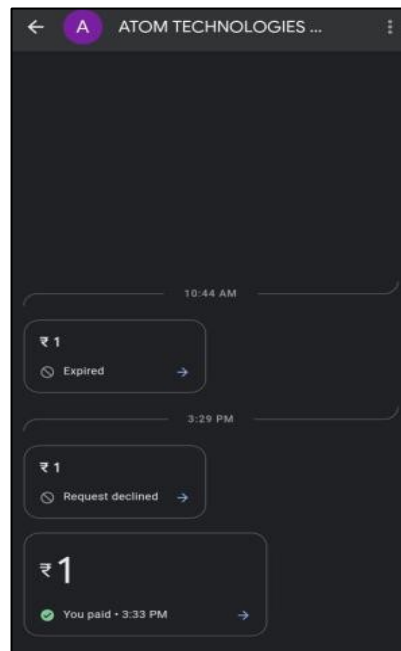 A ATOM TECHNOLOGIES ...
10:44 AM
₹ 1
Expired
3:29 PM
₹ 1
Request declined
₹1
You paid • 3:33 PM